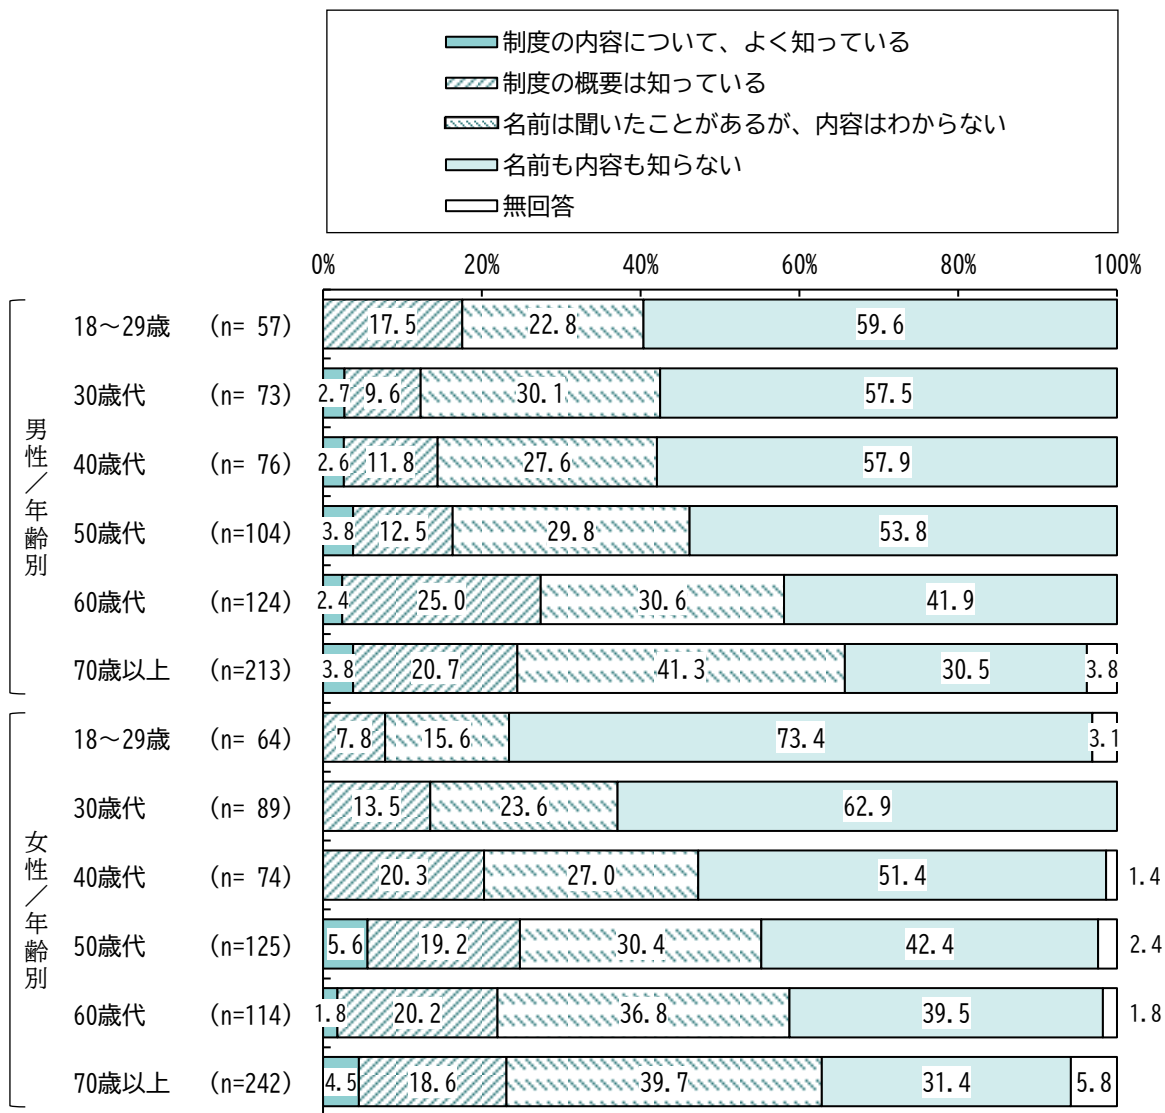 制度の内容について、よく知っている
制度の概要は知っている
名前は聞いたことがあるが、内容はわからない
名前も内容も知らない
無回答
0% 20% 40% 60% 80% 100%
男性／年齢別
18～29歳 (n= 57) 17.5 22.8 59.6
30歳代 (n= 73) 2.7 9.6 30.1 57.5
40歳代 (n= 76) 2.6 11.8 27.6 57.9
50歳代 (n=104) 3.8 12.5 29.8 53.8
60歳代 (n=124) 2.4 25.0 30.6 41.9
70歳以上 (n=213) 3.8 20.7 41.3 30.5 3.8
女性／年齢別
18～29歳 (n= 64) 7.8 15.6 73.4 3.1
30歳代 (n= 89) 13.5 23.6 62.9
40歳代 (n= 74) 20.3 27.0 51.4 1.4
50歳代 (n=125) 5.6 19.2 30.4 42.4 2.4
60歳代 (n=114) 1.8 20.2 36.8 39.5 1.8
70歳以上 (n=242) 4.5 18.6 39.7 31.4 5.8